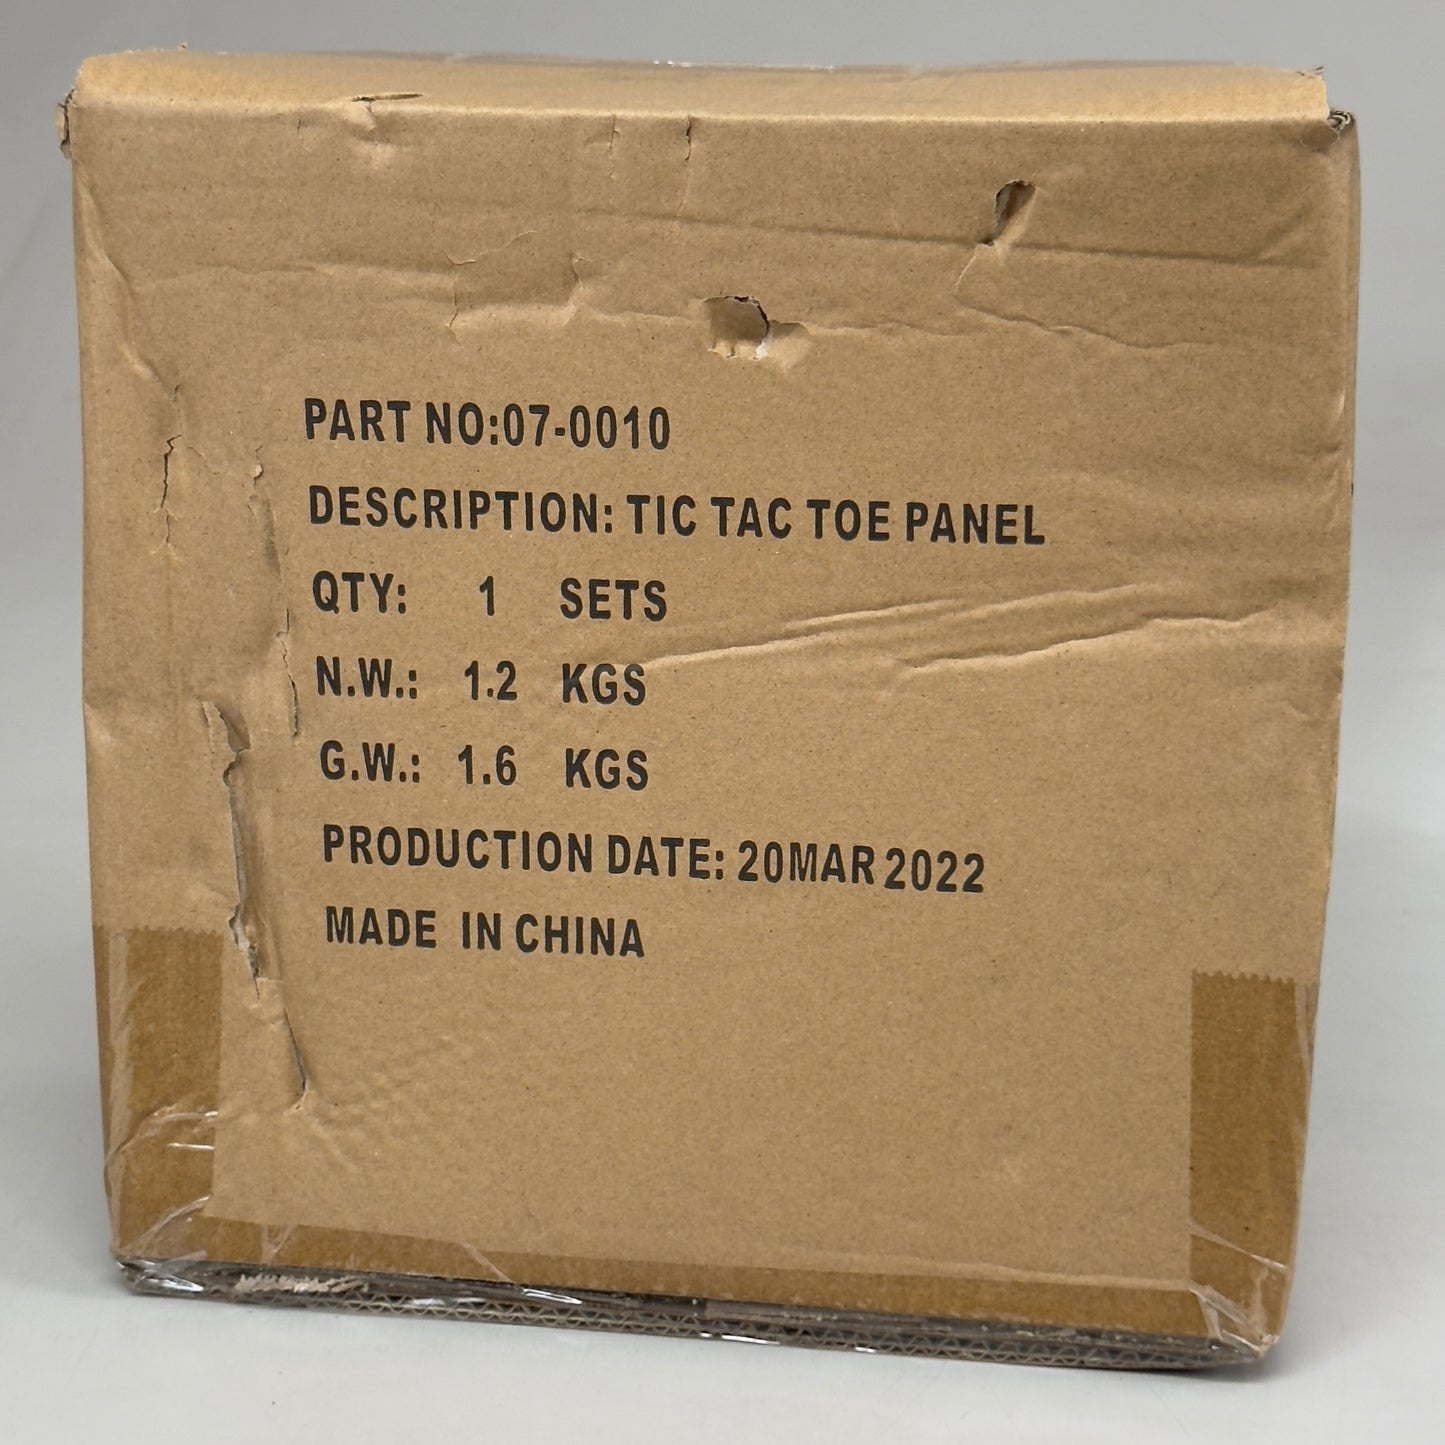 PART NO:07-0010
DESCRIPTION: TIC TAC TOE PANEL
QTY: 1 SETS
N.W.: 1.2 KGS
G.W.: 1.6 KGS
PRODUCTION DATE: 20MAR 2022
MADE IN CHINA